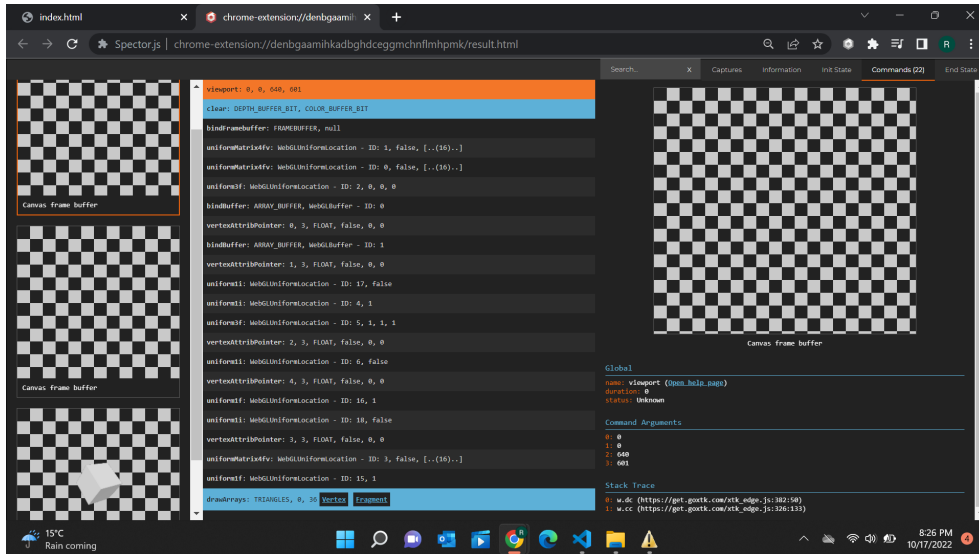 index.html
chrome-extension://denbgaamih
Spector.js | chrome-extension://denbgaamihkadbghdceggmchnflmhpmk/result.html
R
Search... X Captures Information Init State Commands (22) End State
Canvas frame buffer
Canvas frame buffer
viewport: 0, 0, 640, 601
clear: DEPTH_BUFFER_BIT, COLOR_BUFFER_BIT
bindFramebuffer: FRAMEBUFFER, null
uniformMatrix4fv: WebGLUniformLocation - ID: 1, false, [..(16)..]
uniformMatrix4fv: WebGLUniformLocation - ID: 0, false, [..(16)..]
uniform3f: WebGLUniformLocation - ID: 2, 0, 0, 0
bindBuffer: ARRAY_BUFFER, WebGLBuffer - ID: 0
vertexAttribPointer: 0, 3, FLOAT, false, 0, 0
bindBuffer: ARRAY_BUFFER, WebGLBuffer - ID: 1
vertexAttribPointer: 1, 3, FLOAT, false, 0, 0
uniform1i: WebGLUniformLocation - ID: 17, false
uniform1i: WebGLUniformLocation - ID: 4, 1
uniform3f: WebGLUniformLocation - ID: 5, 1, 1, 1
vertexAttribPointer: 2, 3, FLOAT, false, 0, 0
uniform1i: WebGLUniformLocation - ID: 6, false
vertexAttribPointer: 4, 3, FLOAT, false, 0, 0
uniform1f: WebGLUniformLocation - ID: 16, 1
uniform1i: WebGLUniformLocation - ID: 18, false
vertexAttribPointer: 3, 3, FLOAT, false, 0, 0
uniformMatrix4fv: WebGLUniformLocation - ID: 3, false, [..(16)..]
uniform1f: WebGLUniformLocation - ID: 15, 1
drawArrays: TRIANGLES, 0, 36 Vertex Fragment
Canvas frame buffer
Global
name: viewport (Open help page)
duration: 0
status: Unknown
Command Arguments
0: 0
1: 0
2: 640
3: 601
Stack Trace
0: w.dc (https://get.goxtk.com/xtk_edge.js:382:50)
1: w.cc (https://get.goxtk.com/xtk_edge.js:326:133)
15°C
Rain coming
8:26 PM
10/17/2022
4